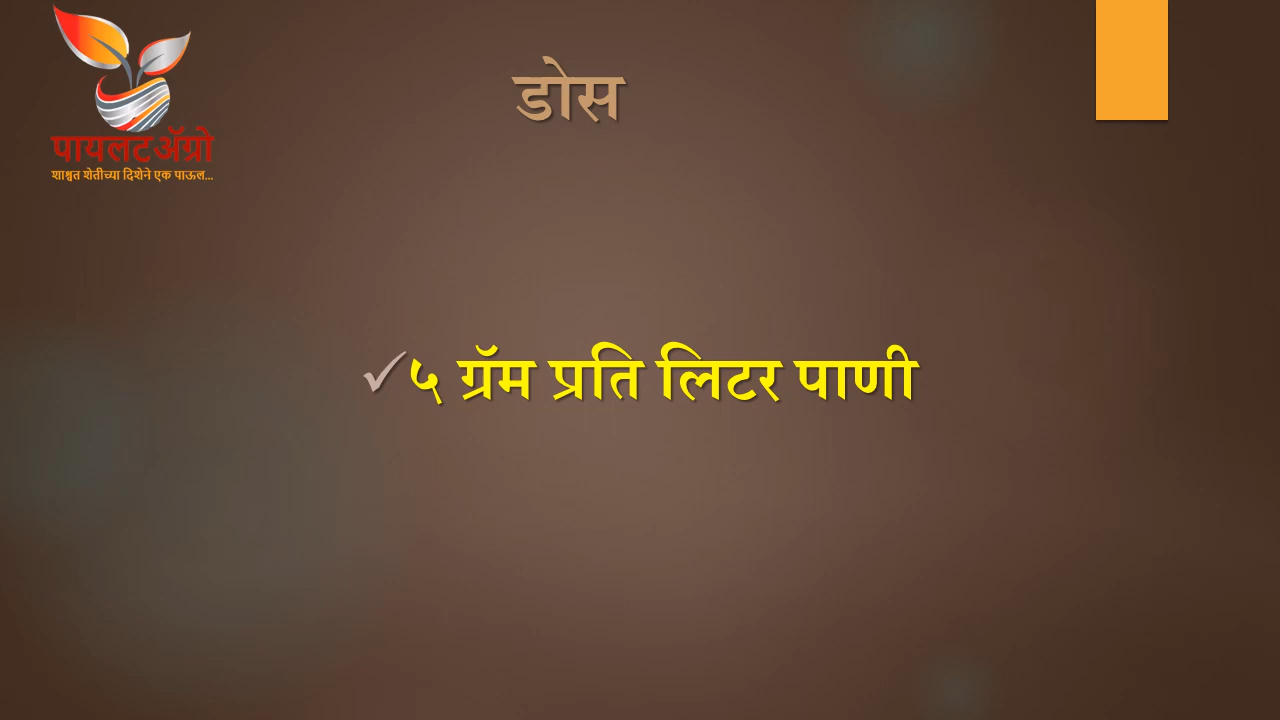 पायलटॲग्रो
शाश्वत शेतीच्या दिशेने एक पाऊल...
डोस
✓५ ग्रॅम प्रति लिटर पाणी